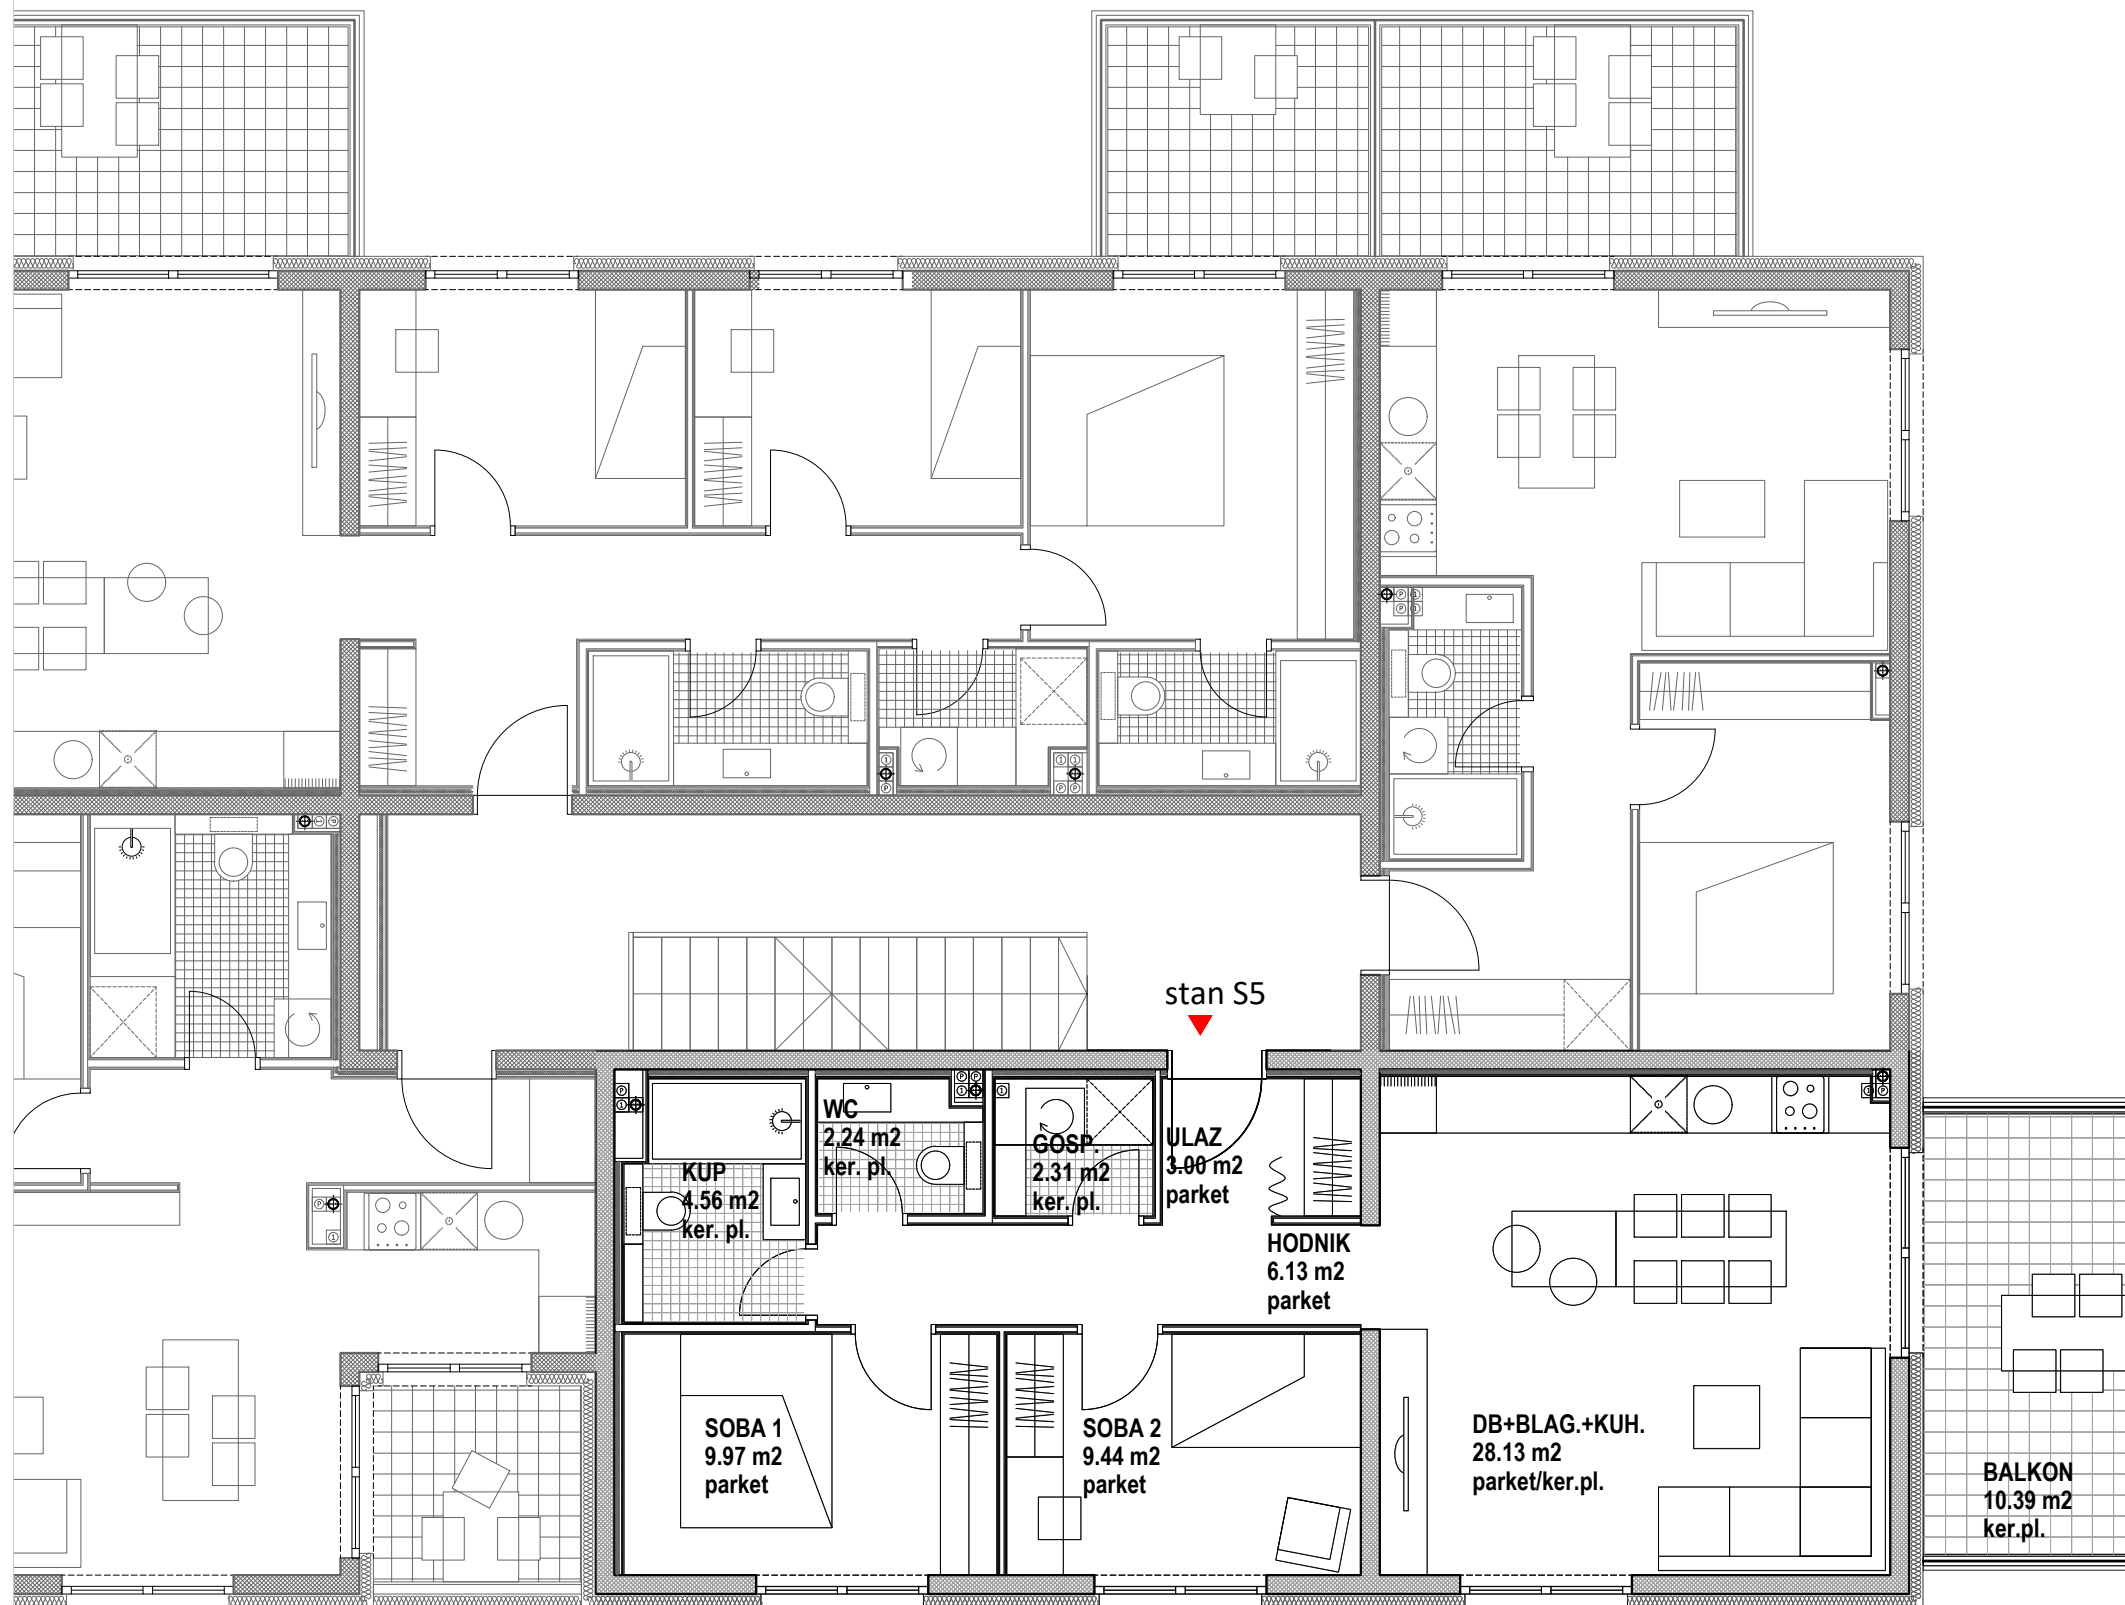 stan S5
WC
2.24 m2
ker. pl.
KUP
4.56 m2
ker. pl.
GOSP.
2.31 m2
ker. pl.
ULAZ
3.00 m2
parket
HODNIK
6.13 m2
parket
SOBA 1
9.97 m2
parket
SOBA 2
9.44 m2
parket
DB+BLAG.+KUH.
28.13 m2
parket/ker.pl.
BALKON
10.39 m2
ker.pl.